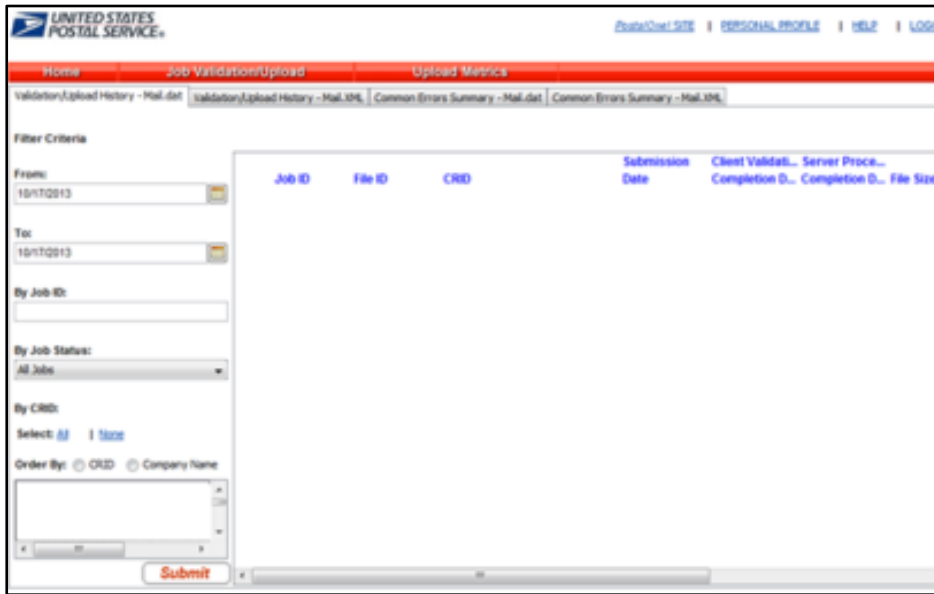 UNITED STATES
POSTAL SERVICE®
PostalOne! SITE | PERSONAL PROFILE | HELP |
Home Job Validation/Upload Upload Metrics
Validation/Upload History - Mail.dat Validation/Upload History - Mail.XML Common Errors Summary - Mail.dat Common Errors Summary - Mail.XML
Filter Criteria
From:
10/17/2013
To:
10/17/2013
By Job ID:
By Job Status:
All Jobs
By CRID:
Select: All | None
Order By: CRID Company Name
Submit
Submission Client Validati... Server Proce...
Job ID File ID CRID Date Completion D... Completion D... File Size